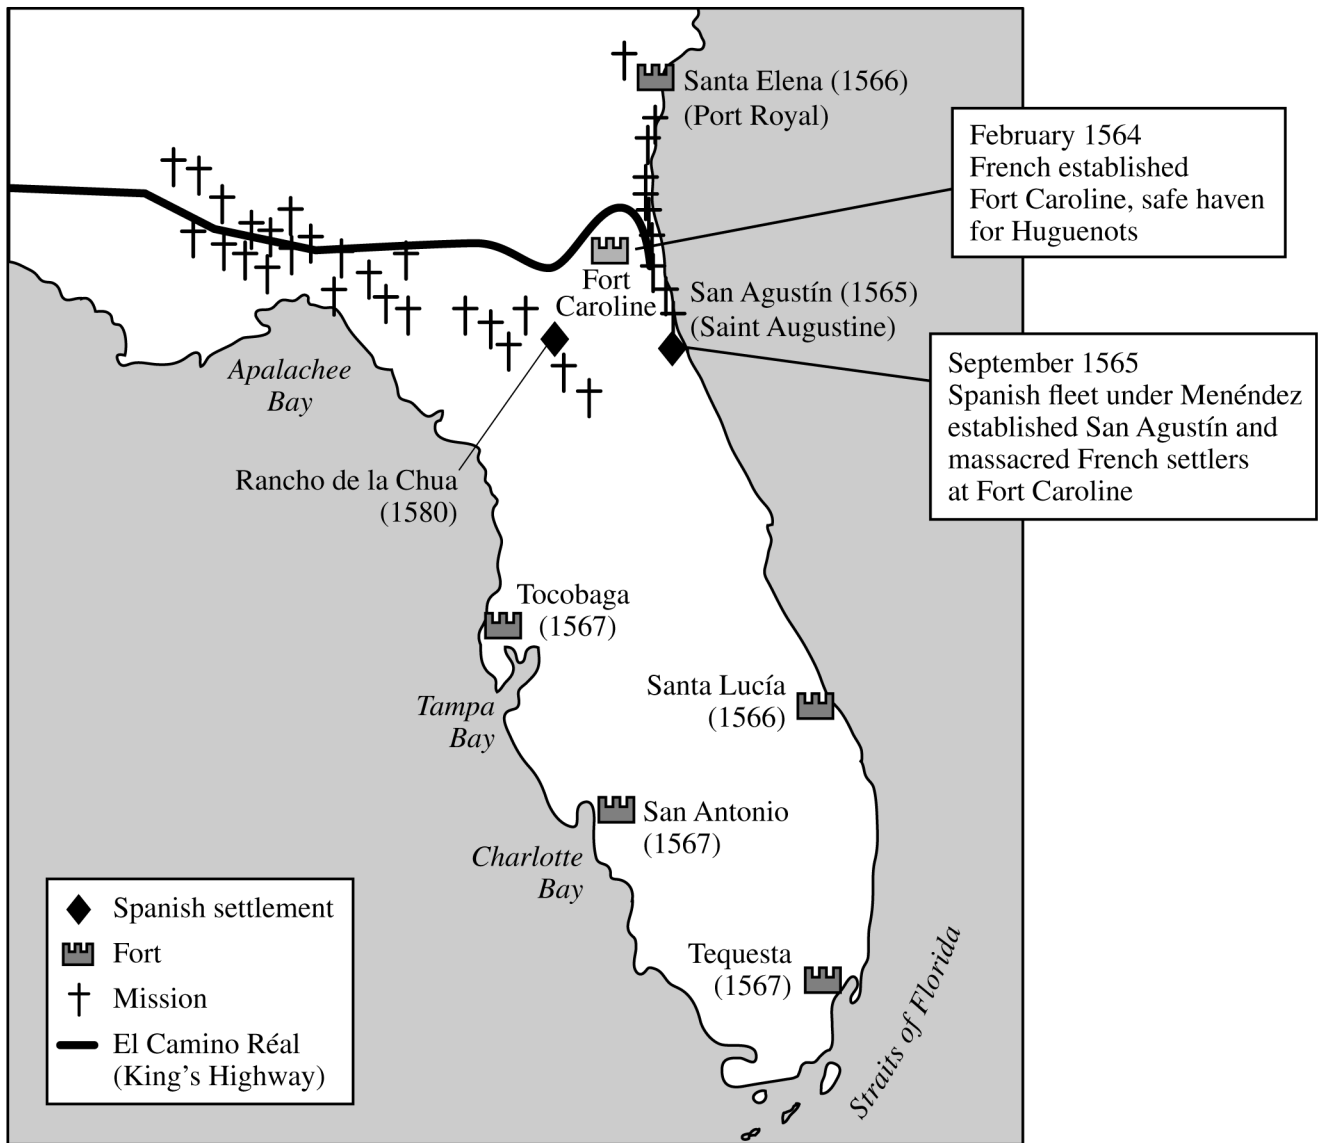 Santa Elena (1566)
(Port Royal)
February 1564
French established
Fort Caroline, safe haven
for Huguenots
Fort
Caroline
San Agustín (1565)
(Saint Augustine)
September 1565
Spanish fleet under Menéndez
established San Agustín and
massacred French settlers
at Fort Caroline
Apalachee
Bay
Rancho de la Chua
(1580)
Tocobaga
(1567)
Tampa
Bay
Santa Lucía
(1566)
San Antonio
(1567)
Charlotte
Bay
Tequesta
(1567)
Straits of Florida
Spanish settlement
Fort
Mission
El Camino Réal
(King's Highway)